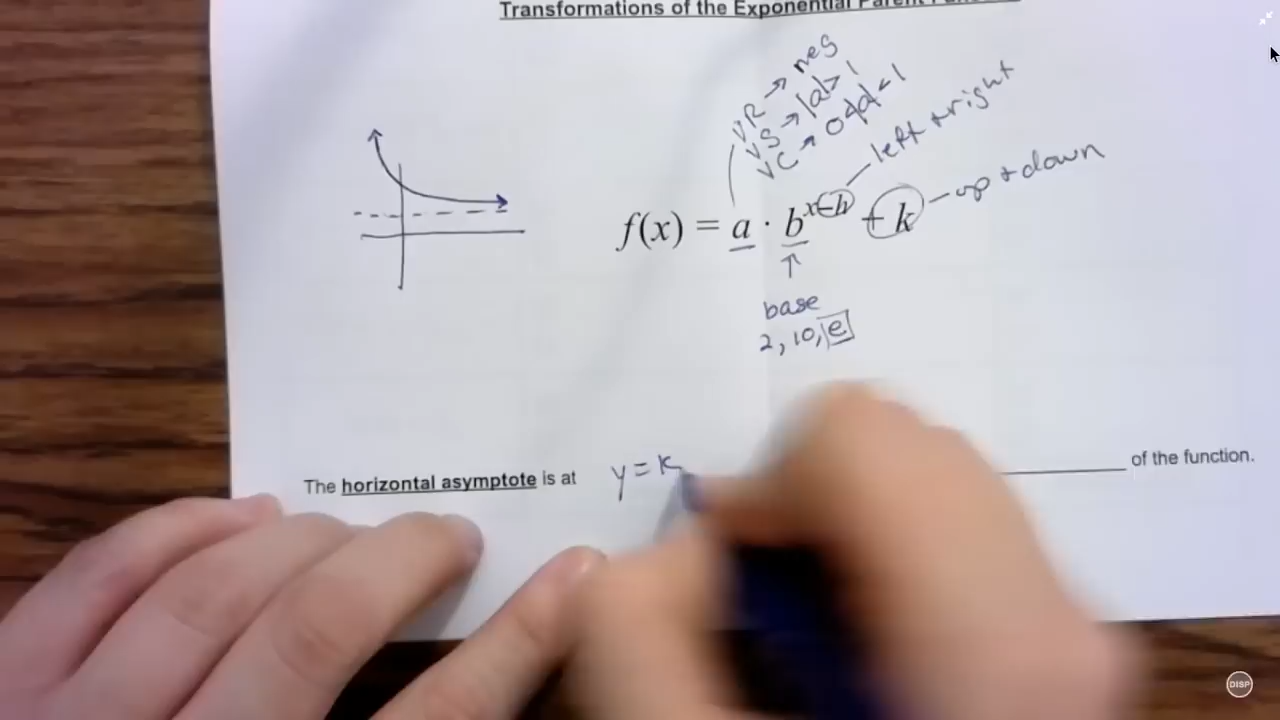 Transformations of the Exponential Parent
VR → neg
VS → |a|>1
VC → 0<|a|<1
left + right
up + down
f(x) = a · b^{x-h} + k
base
2, 10, e
The horizontal asymptote is at y = k of the function.
DISP